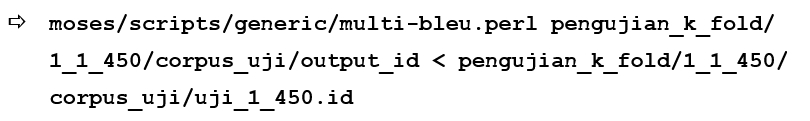 ⇨ moses/scripts/generic/multi-bleu.perl pengujian_k_fold/
1_1_450/corpus_uji/output_id < pengujian_k_fold/1_1_450/
corpus_uji/uji_1_450.id